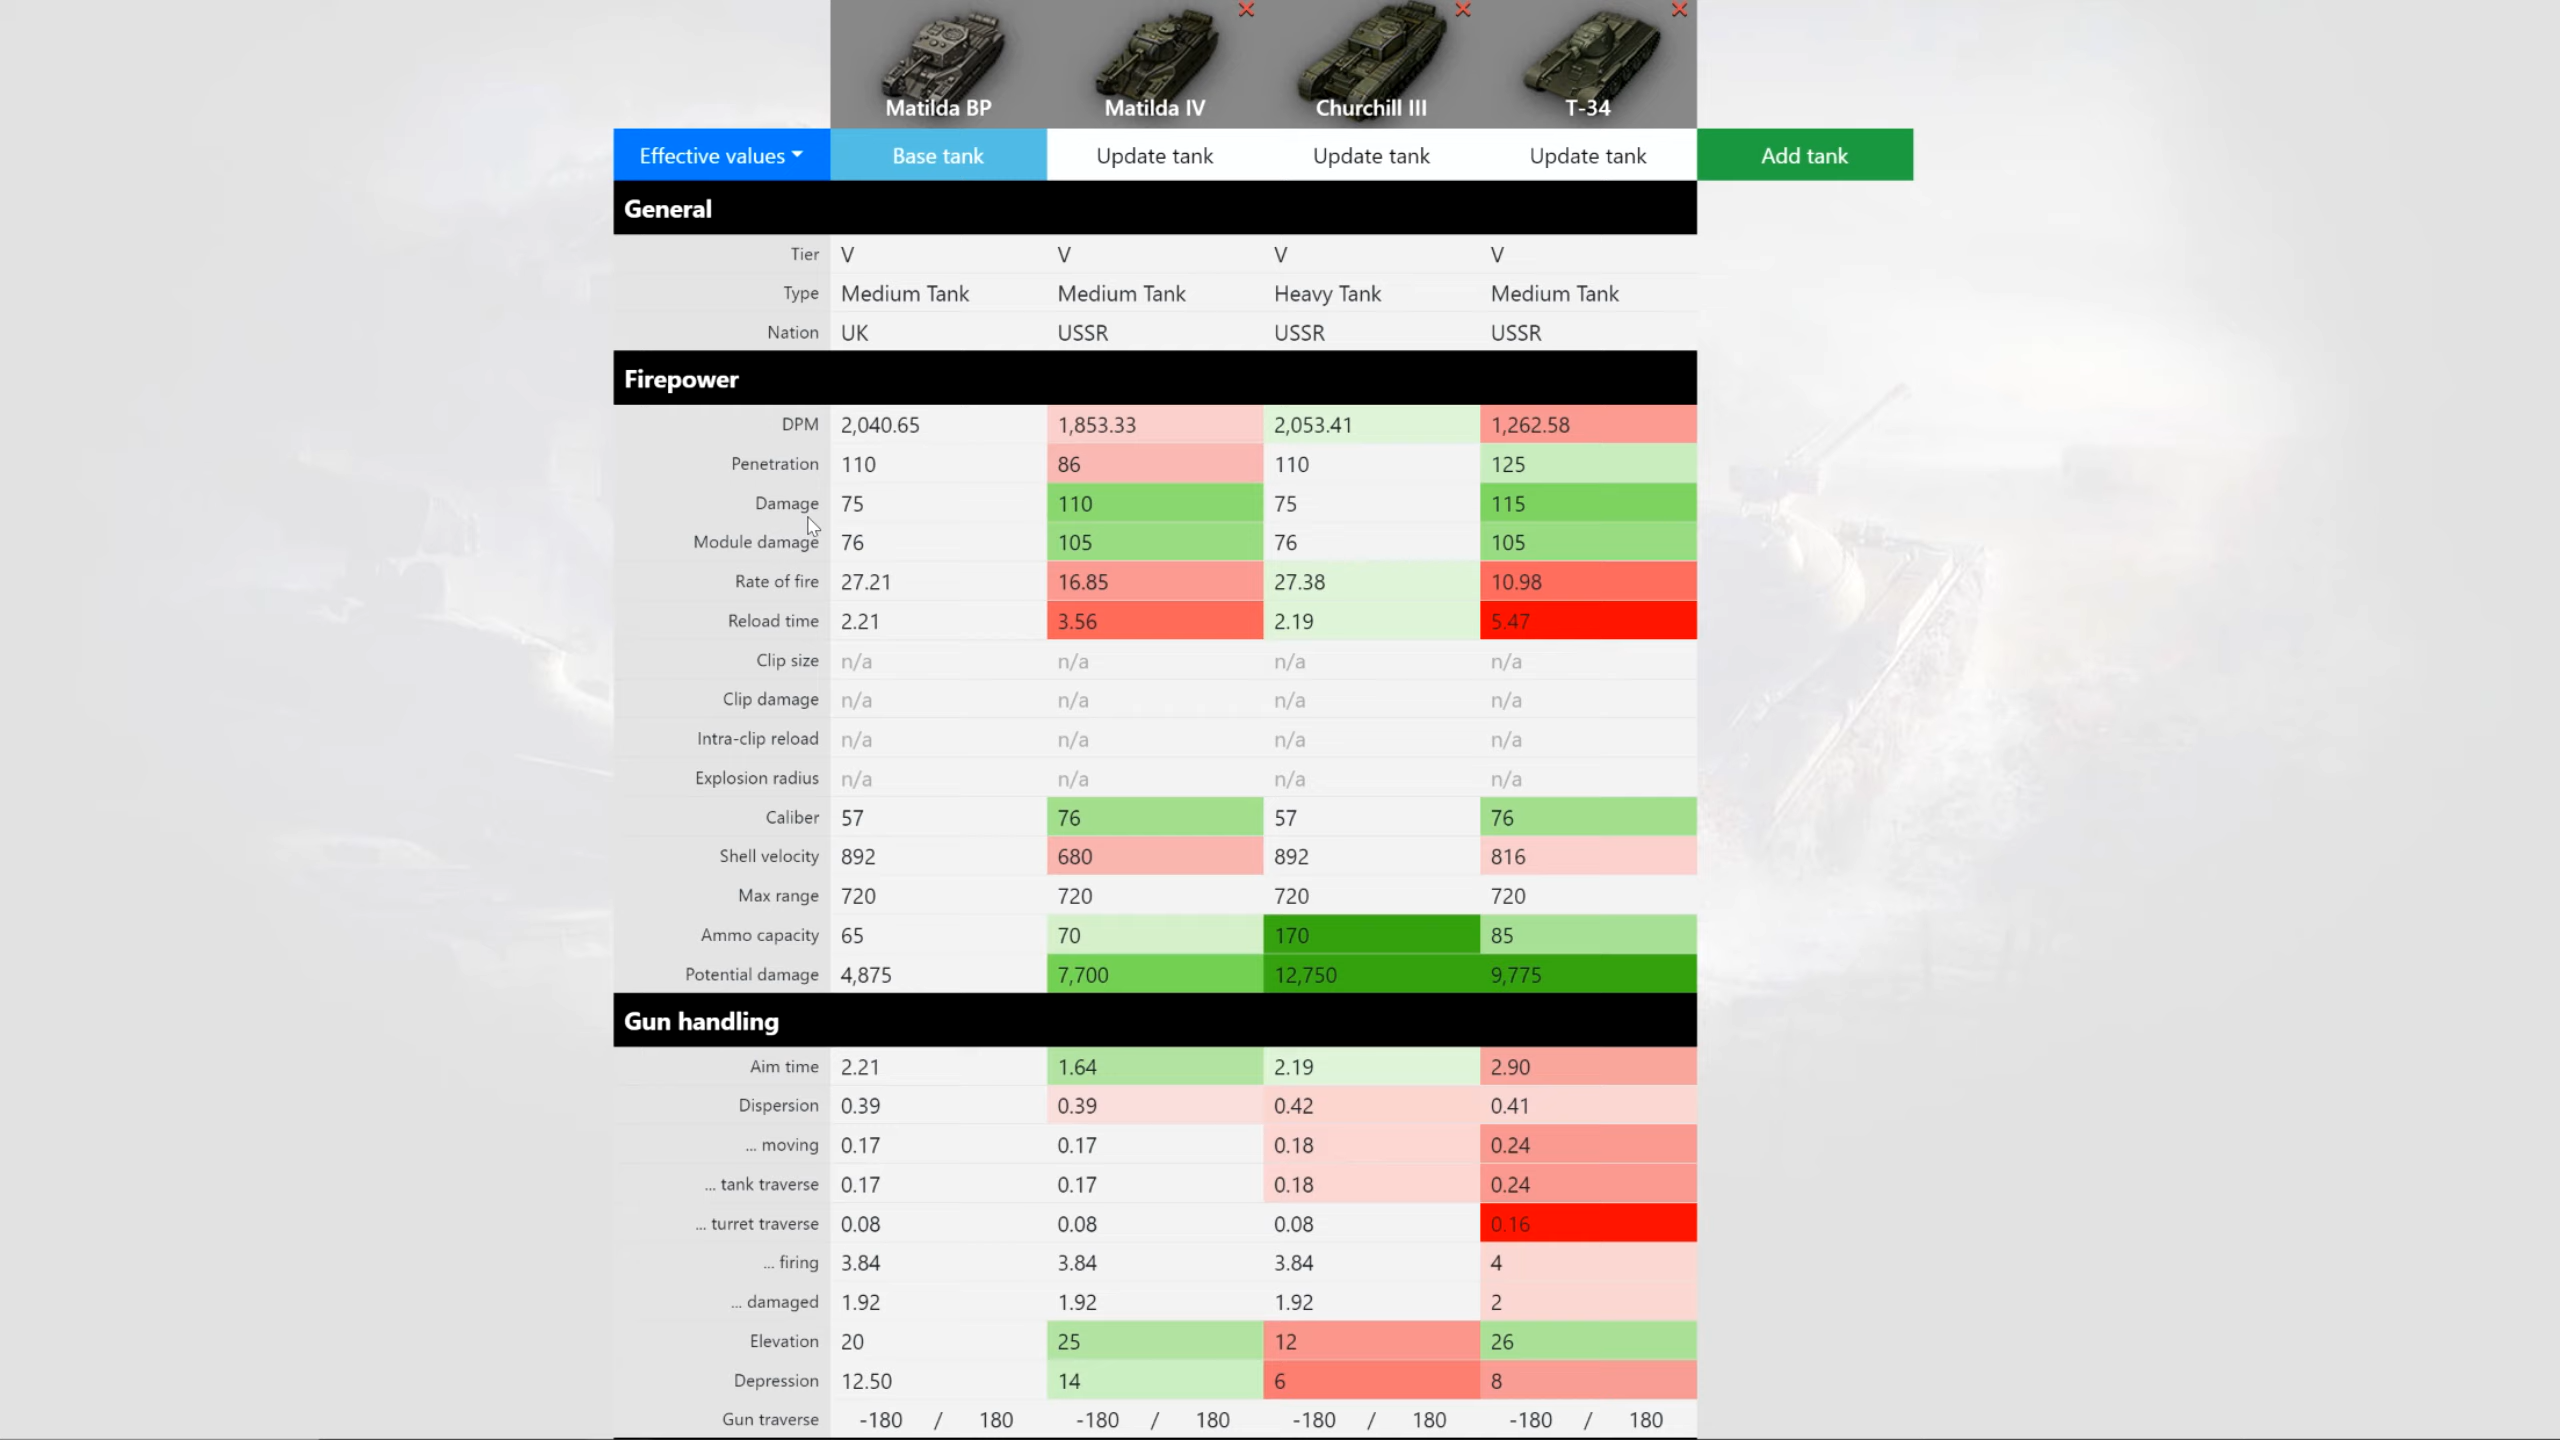 Matilda BP Matilda IV Churchill III T-34
Effective values Base tank Update tank Update tank Update tank Add tank
General
Tier V V V V
Type Medium Tank Medium Tank Heavy Tank Medium Tank
Nation UK USSR USSR USSR
Firepower
DPM 2,040.65 1,853.33 2,053.41 1,262.58
Penetration 110 86 110 125
Damage 75 110 75 115
Module damage 76 105 76 105
Rate of fire 27.21 16.85 27.38 10.98
Reload time 2.21 3.56 2.19 5.47
Clip size n/a n/a n/a n/a
Clip damage n/a n/a n/a n/a
Intra-clip reload n/a n/a n/a n/a
Explosion radius n/a n/a n/a n/a
Caliber 57 76 57 76
Shell velocity 892 680 892 816
Max range 720 720 720 720
Ammo capacity 65 70 170 85
Potential damage 4,875 7,700 12,750 9,775
Gun handling
Aim time 2.21 1.64 2.19 2.90
Dispersion 0.39 0.39 0.42 0.41
... moving 0.17 0.17 0.18 0.24
... tank traverse 0.17 0.17 0.18 0.24
... turret traverse 0.08 0.08 0.08 0.16
... firing 3.84 3.84 3.84 4
... damaged 1.92 1.92 1.92 2
Elevation 20 25 12 26
Depression 12.50 14 6 8
Gun traverse -180 / 180 -180 / 180 -180 / 180 -180 / 180